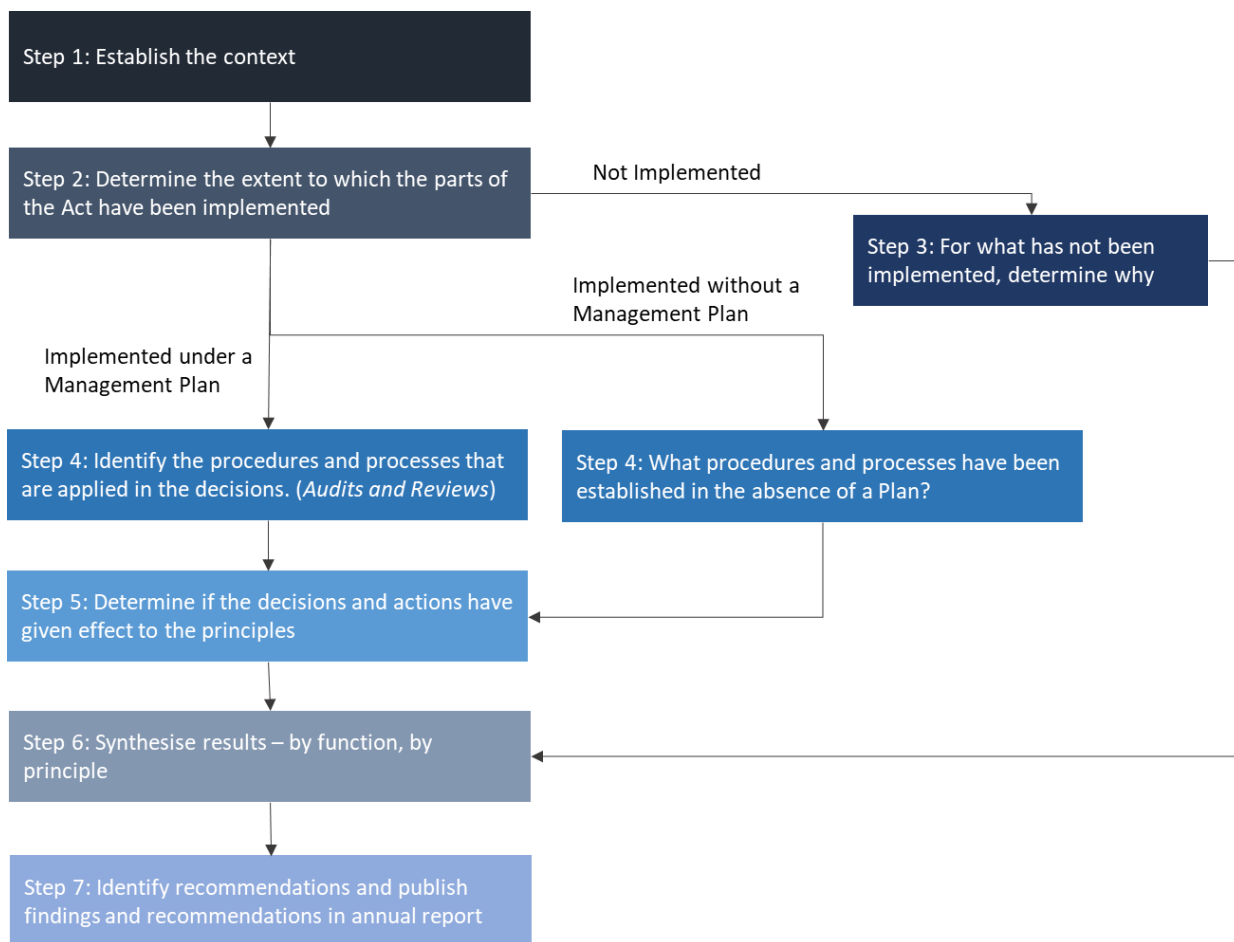 Step 1: Establish the context
Step 2: Determine the extent to which the parts of
the Act have been implemented
Not Implemented
Step 3: For what has not been
implemented, determine why
Implemented without a
Management Plan
Implemented under a
Management Plan
Step 4: Identify the procedures and processes that
are applied in the decisions. (Audits and Reviews)
Step 4: What procedures and processes have been
established in the absence of a Plan?
Step 5: Determine if the decisions and actions have
given effect to the principles
Step 6: Synthesise results – by function, by
principle
Step 7: Identify recommendations and publish
findings and recommendations in annual report